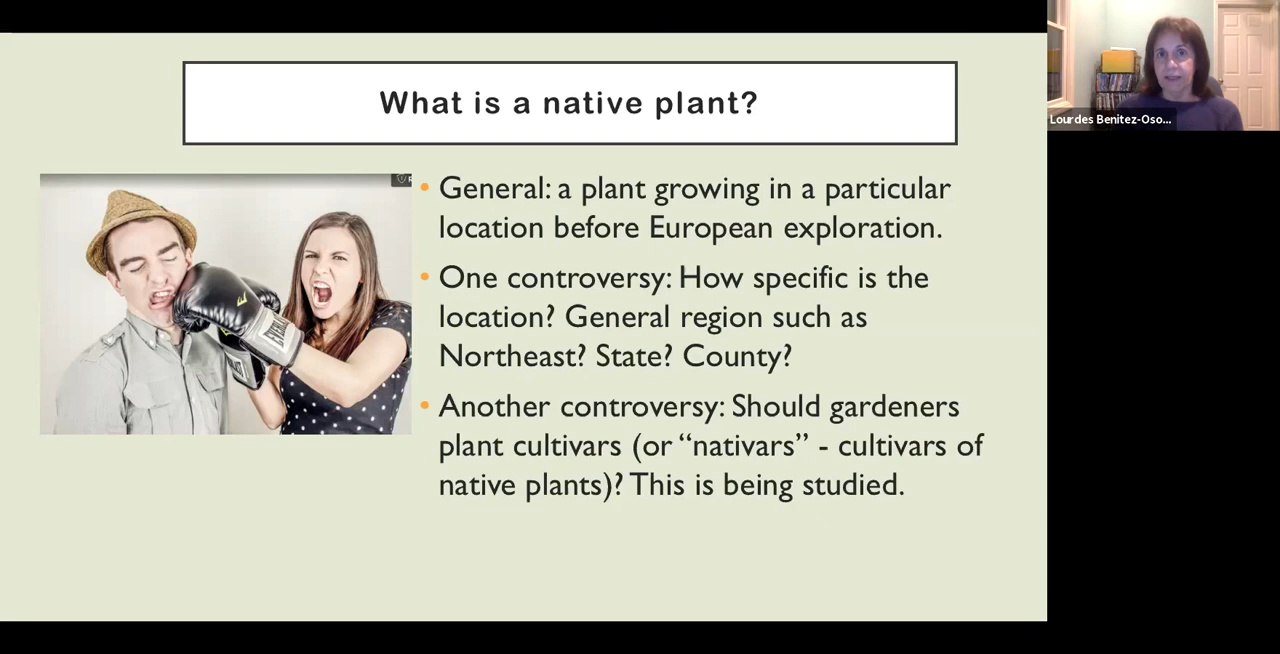 What is a native plant?
• General: a plant growing in a particular
location before European exploration.
• One controversy: How specific is the
location? General region such as
Northeast? State? County?
• Another controversy: Should gardeners
plant cultivars (or “nativars” - cultivars of
native plants)? This is being studied.
Lourdes Benitez-Oso...